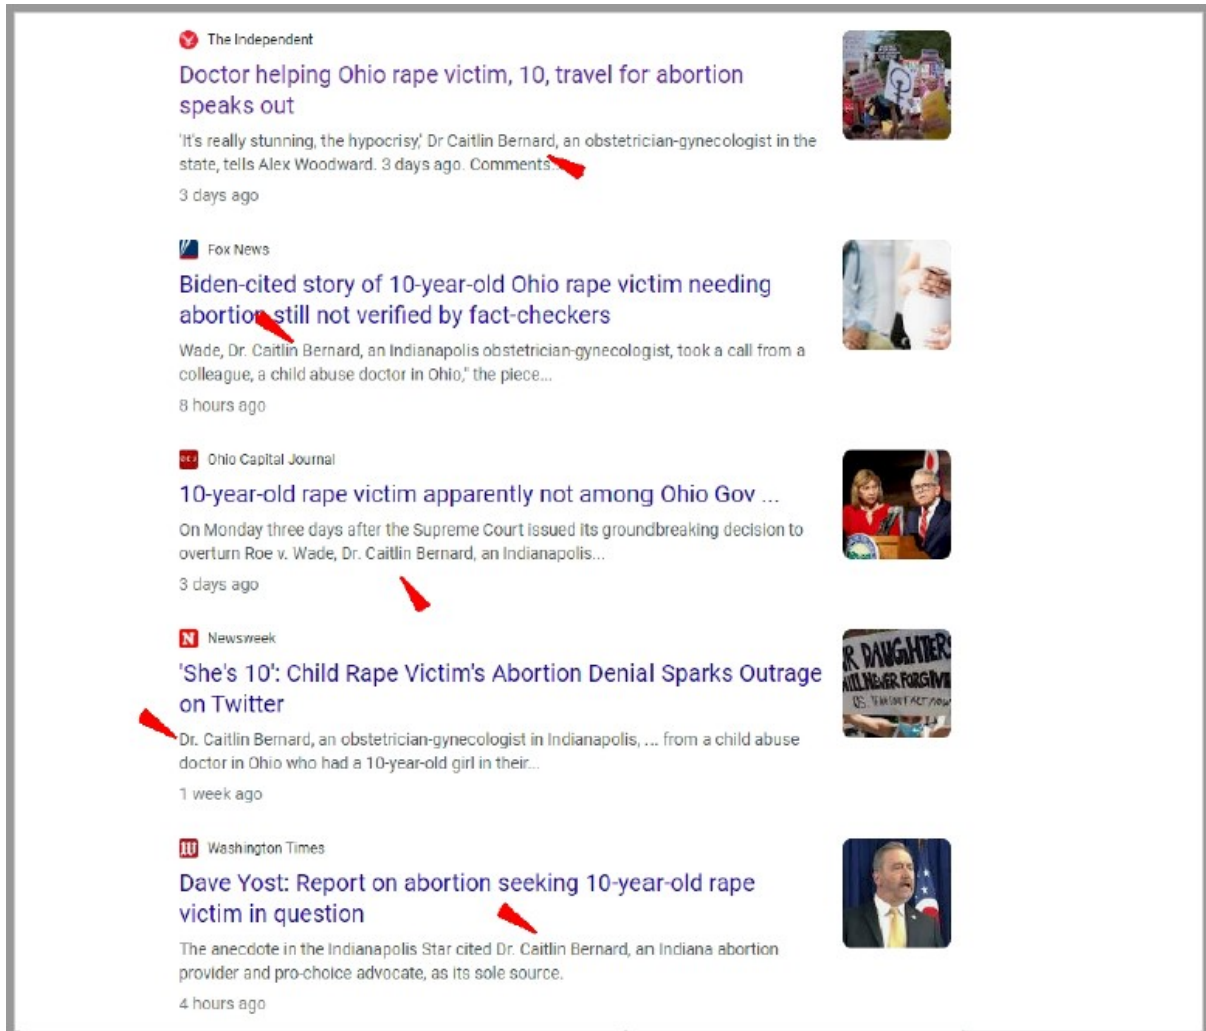 The Independent
Doctor helping Ohio rape victim, 10, travel for abortion
speaks out
'It's really stunning, the hypocrisy,' Dr Caitlin Bernard, an obstetrician-gynecologist in the
state, tells Alex Woodward. 3 days ago. Comments...
3 days ago
Fox News
Biden-cited story of 10-year-old Ohio rape victim needing
abortion still not verified by fact-checkers
Wade, Dr. Caitlin Bernard, an Indianapolis obstetrician-gynecologist, took a call from a
colleague, a child abuse doctor in Ohio," the piece...
8 hours ago
Ohio Capital Journal
10-year-old rape victim apparently not among Ohio Gov ...
On Monday three days after the Supreme Court issued its groundbreaking decision to
overturn Roe v. Wade, Dr. Caitlin Bernard, an Indianapolis...
3 days ago
N
Newsweek
'She's 10': Child Rape Victim's Abortion Denial Sparks Outrage
on Twitter
R DAUGHTERS
ILL NEVER FORGIVE
Dr. Caitlin Bernard, an obstetrician-gynecologist in Indianapolis, ... from a child abuse
doctor in Ohio who had a 10-year-old girl in their...
1 week ago
Washington Times
Dave Yost: Report on abortion seeking 10-year-old rape
victim in question
The anecdote in the Indianapolis Star cited Dr. Caitlin Bernard, an Indiana abortion
provider and pro-choice advocate, as its sole source.
4 hours ago